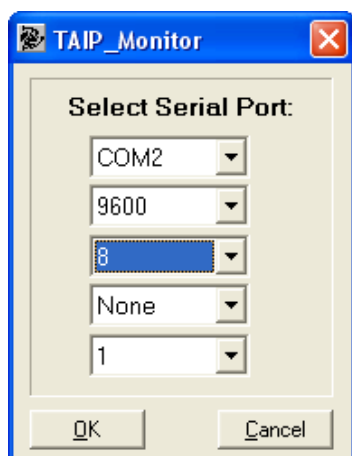 TAIP_Monitor
Select Serial Port:
COM2
9600
8
None
1
OK Cancel